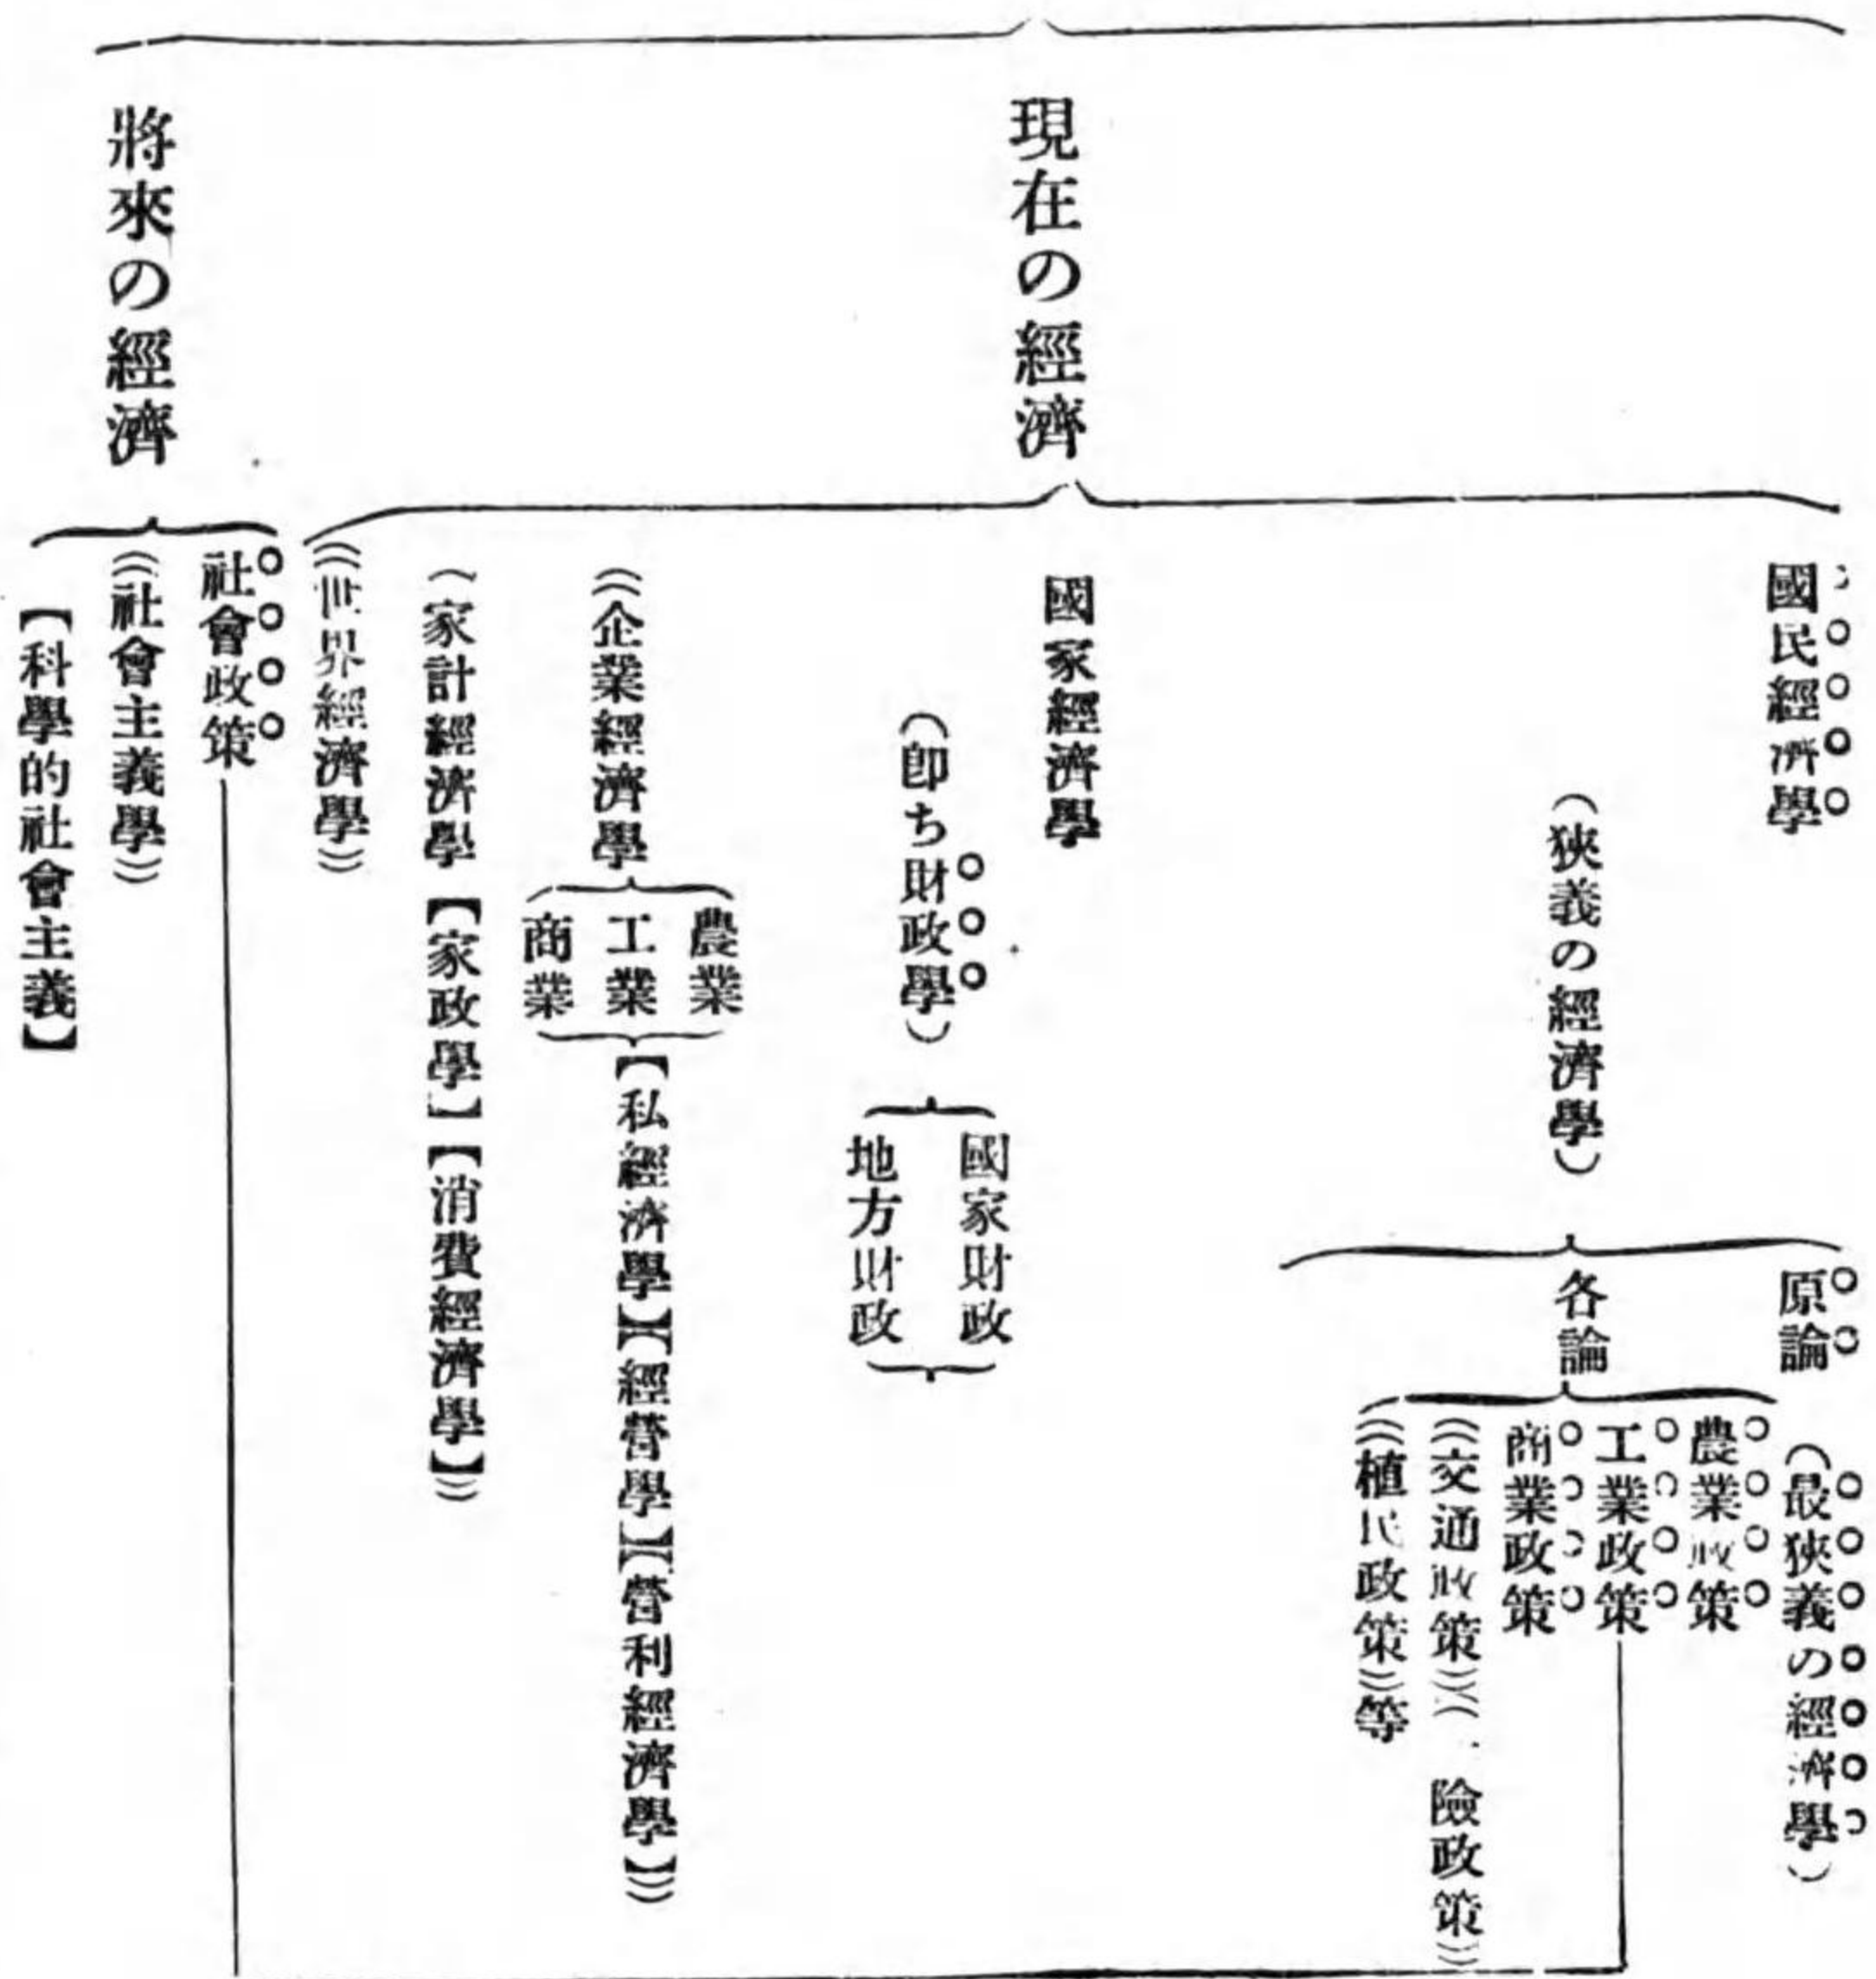 現在の經濟
國民經濟學
(狹義の經濟學)
原論
(最狹義の經濟學)
各論
農業政策
工業政策
商業政策
((交通政策))((險政策))
((植民政策))等
國家經濟學
(卽ち財政學)
國家財政
地方財政
((企業經濟學
農業
工業
商業
【私經濟學】【經營學】【營利經濟學】))
(家計經濟學【家政學】【消費經濟學】))
((世界經濟學))
將來の經濟
社會政策
((社會主義學))
【科學的社會主義】